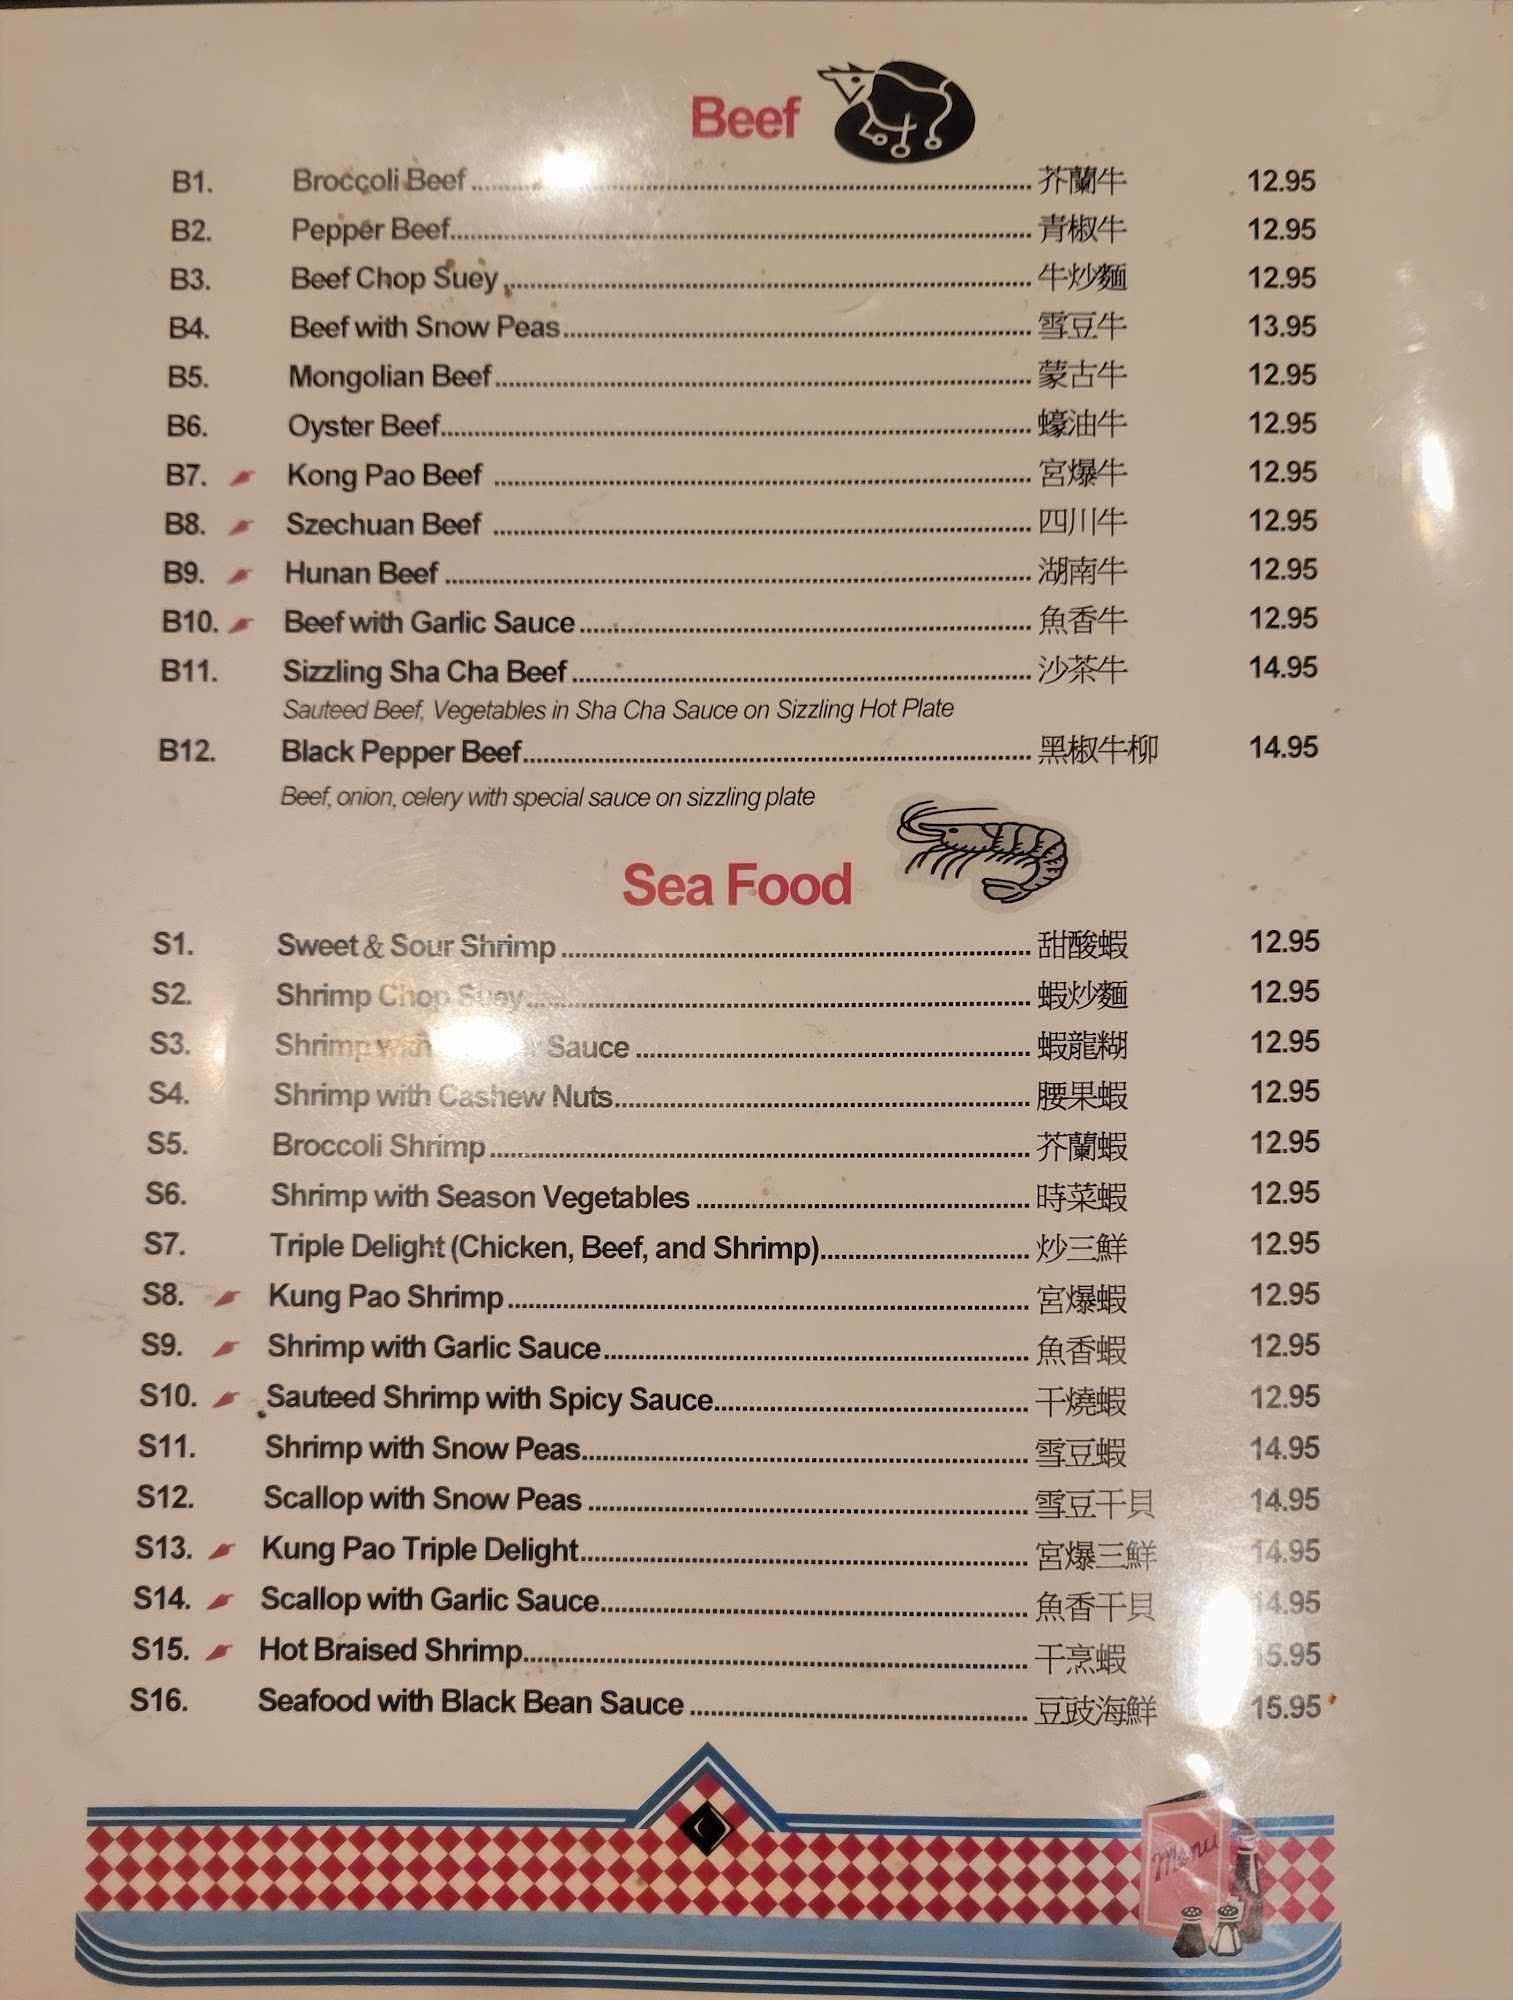 Beef
B1. Broccoli Beef 芥蘭牛 12.95
B2. Pepper Beef 青椒牛 12.95
B3. Beef Chop Suey 牛炒麵 12.95
B4. Beef with Snow Peas 雪豆牛 13.95
B5. Mongolian Beef 蒙古牛 12.95
B6. Oyster Beef 蠔油牛 12.95
B7. Kong Pao Beef 宮爆牛 12.95
B8. Szechuan Beef 四川牛 12.95
B9. Hunan Beef 湖南牛 12.95
B10. Beef with Garlic Sauce 魚香牛 12.95
B11. Sizzling Sha Cha Beef 沙茶牛 14.95
Sauteed Beef, Vegetables in Sha Cha Sauce on Sizzling Hot Plate
B12. Black Pepper Beef 黑椒牛柳 14.95
Beef, onion, celery with special sauce on sizzling plate
Sea Food
S1. Sweet & Sour Shrimp 甜酸蝦 12.95
S2. Shrimp Chop Suey 蝦炒麵 12.95
S3. Shrimp with Sauce 蝦龍糊 12.95
S4. Shrimp with Cashew Nuts 腰果蝦 12.95
S5. Broccoli Shrimp 芥蘭蝦 12.95
S6. Shrimp with Season Vegetables 時菜蝦 12.95
S7. Triple Delight (Chicken, Beef, and Shrimp) 炒三鮮 12.95
S8. Kung Pao Shrimp 宮爆蝦 12.95
S9. Shrimp with Garlic Sauce 魚香蝦 12.95
S10. Sauteed Shrimp with Spicy Sauce 干燒蝦 12.95
S11. Shrimp with Snow Peas 雪豆蝦 14.95
S12. Scallop with Snow Peas 雪豆干貝 14.95
S13. Kung Pao Triple Delight 宮爆三鮮 14.95
S14. Scallop with Garlic Sauce 魚香干貝 14.95
S15. Hot Braised Shrimp 干烹蝦 15.95
S16. Seafood with Black Bean Sauce 豆豉海鮮 15.95
Menu